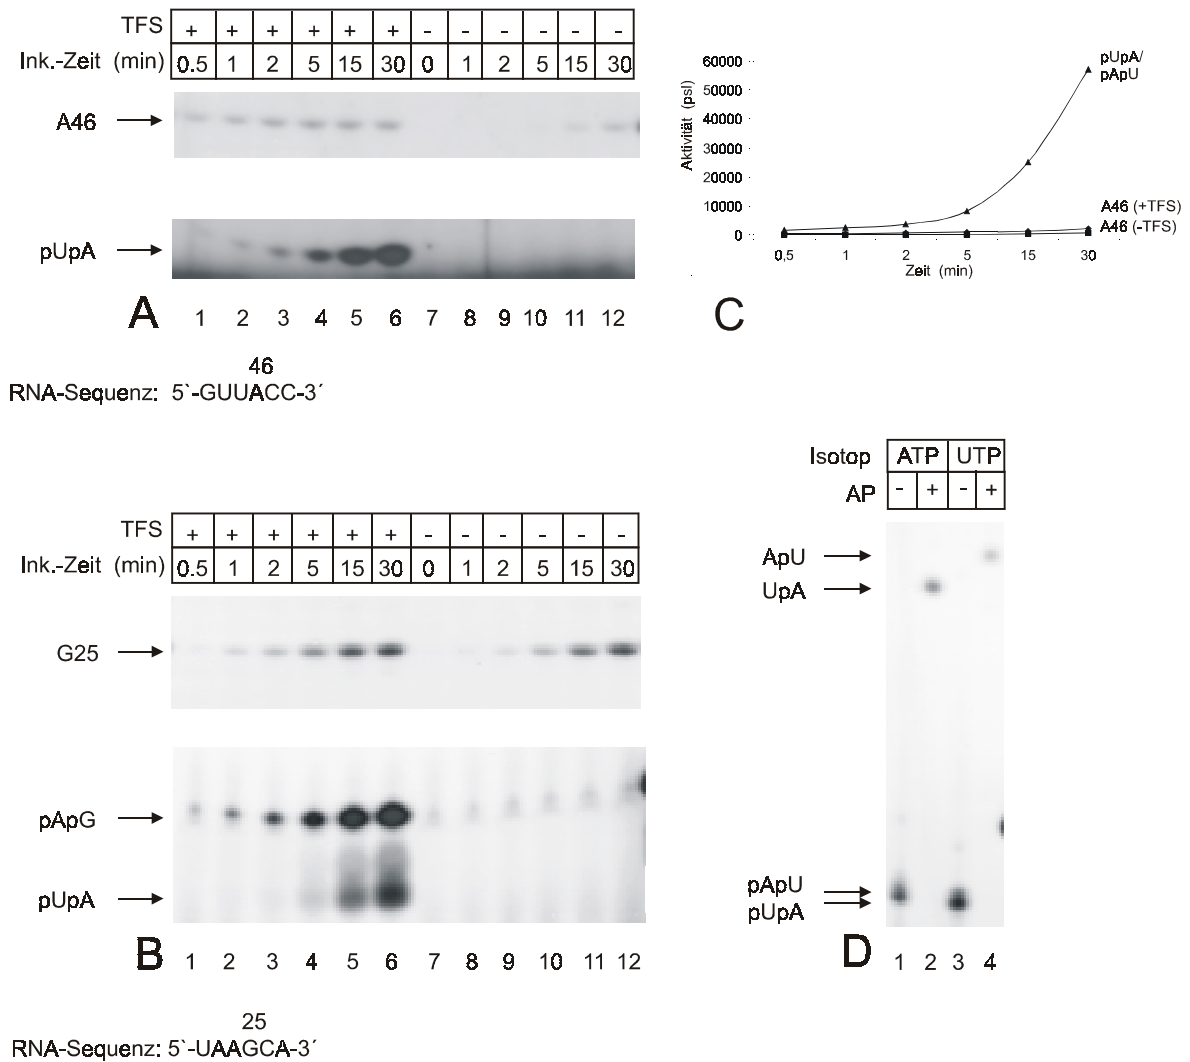 TFS + + + + + + - - - - - -
Ink.-Zeit (min) 0.5 1 2 5 15 30 0 1 2 5 15 30
A46
pUpA
A 1 2 3 4 5 6 7 8 9 10 11 12
46
RNA-Sequenz: 5`-GUUACC-3´
Aktivität (psl)
60000
50000
40000
30000
20000
10000
0
pUpA/
pApU
A46 (+TFS)
A46 (-TFS)
0,5 1 2 5 15 30
Zeit (min)
C
TFS + + + + + + - - - - - -
Ink.-Zeit (min) 0.5 1 2 5 15 30 0 1 2 5 15 30
G25
pApG
pUpA
B 1 2 3 4 5 6 7 8 9 10 11 12
25
RNA-Sequenz: 5`-UAAGCA-3´
Isotop ATP UTP
AP - + - +
ApU
UpA
pApU
pUpA
D 1 2 3 4